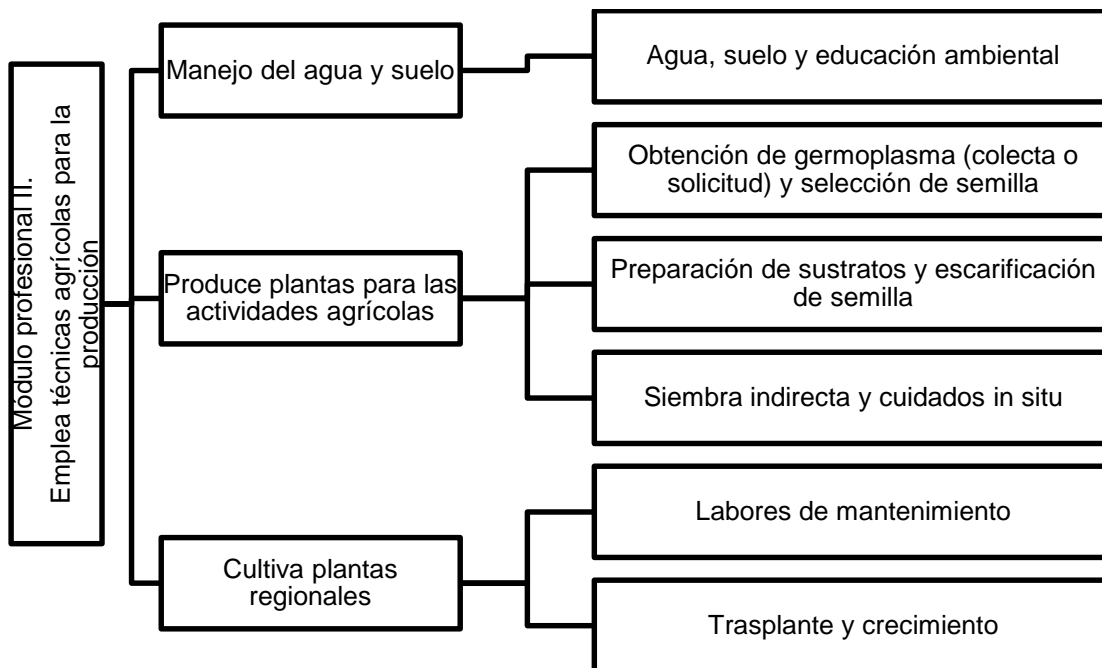 Módulo profesional II.
Emplea técnicas agrícolas para la
producción
Manejo del agua y suelo
Agua, suelo y educación ambiental
Produce plantas para las
actividades agrícolas
Obtención de germoplasma (colecta o
solicitud) y selección de semilla
Preparación de sustratos y escarificación
de semilla
Siembra indirecta y cuidados in situ
Cultiva plantas
regionales
Labores de mantenimiento
Trasplante y crecimiento